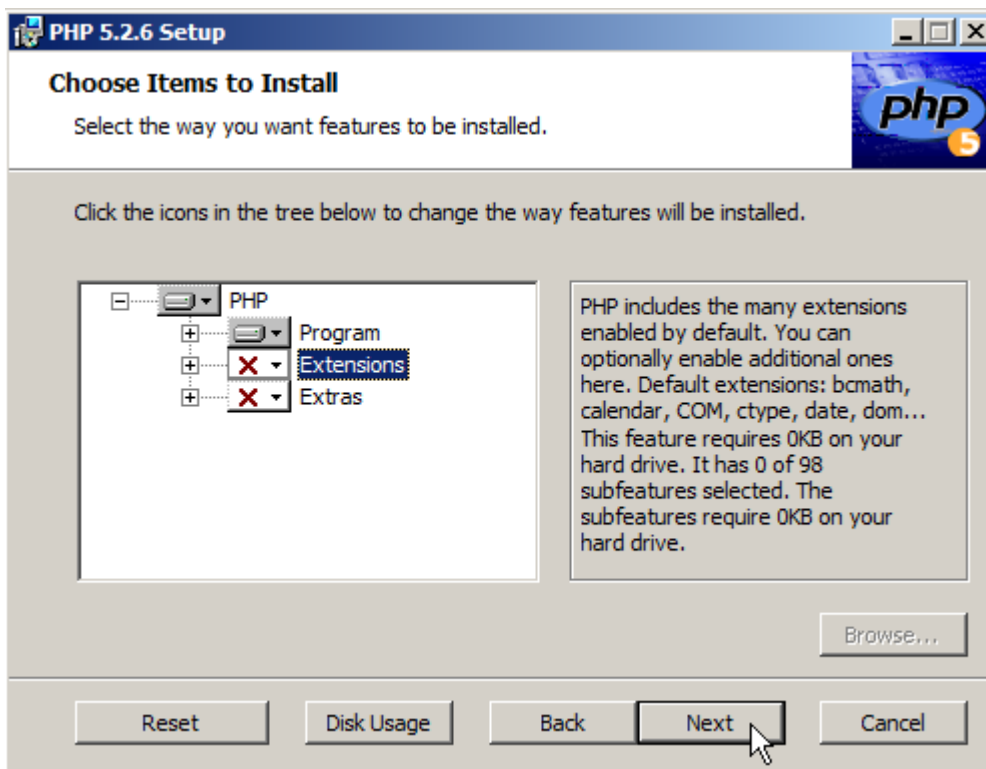 PHP 5.2.6 Setup
Choose Items to Install
Select the way you want features to be installed.
php
5
Click the icons in the tree below to change the way features will be installed.
PHP
Program
Extensions
Extras
PHP includes the many extensions
enabled by default. You can
optionally enable additional ones
here. Default extensions: bcmath,
calendar, COM, ctype, date, dom...
This feature requires 0KB on your
hard drive. It has 0 of 98
subfeatures selected. The
subfeatures require 0KB on your
hard drive.
Browse...
Reset Disk Usage Back Next Cancel